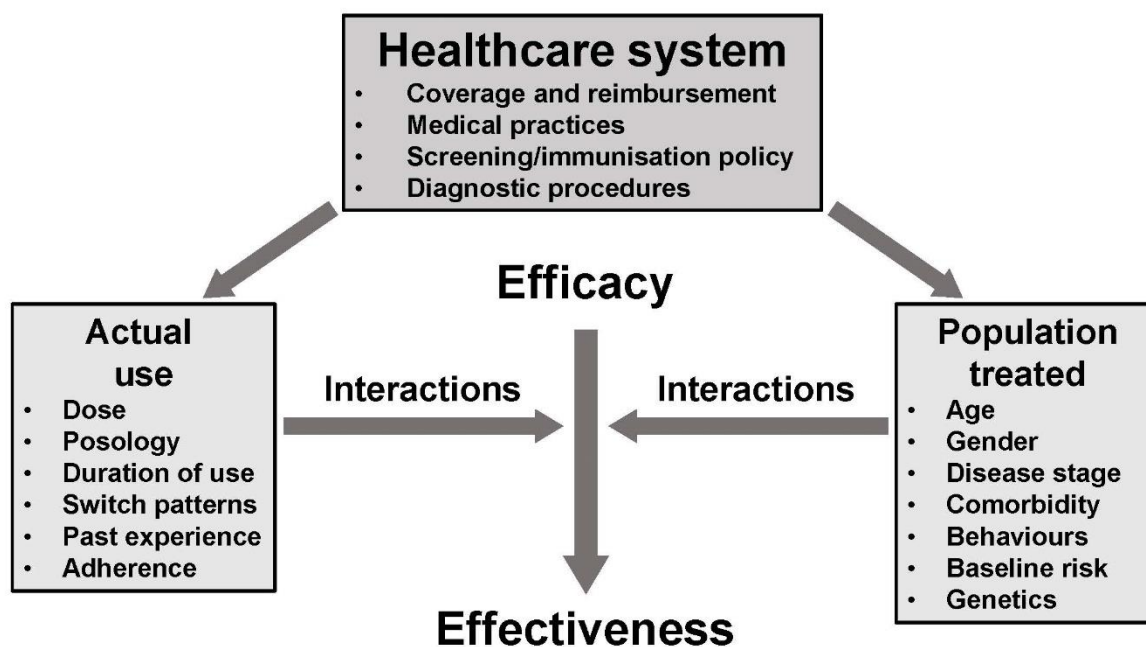 Healthcare system
• Coverage and reimbursement
• Medical practices
• Screening/immunisation policy
• Diagnostic procedures
Efficacy
Actual
use
• Dose
• Posology
• Duration of use
• Switch patterns
• Past experience
• Adherence
Interactions
Interactions
Population
treated
• Age
• Gender
• Disease stage
• Comorbidity
• Behaviours
• Baseline risk
• Genetics
Effectiveness